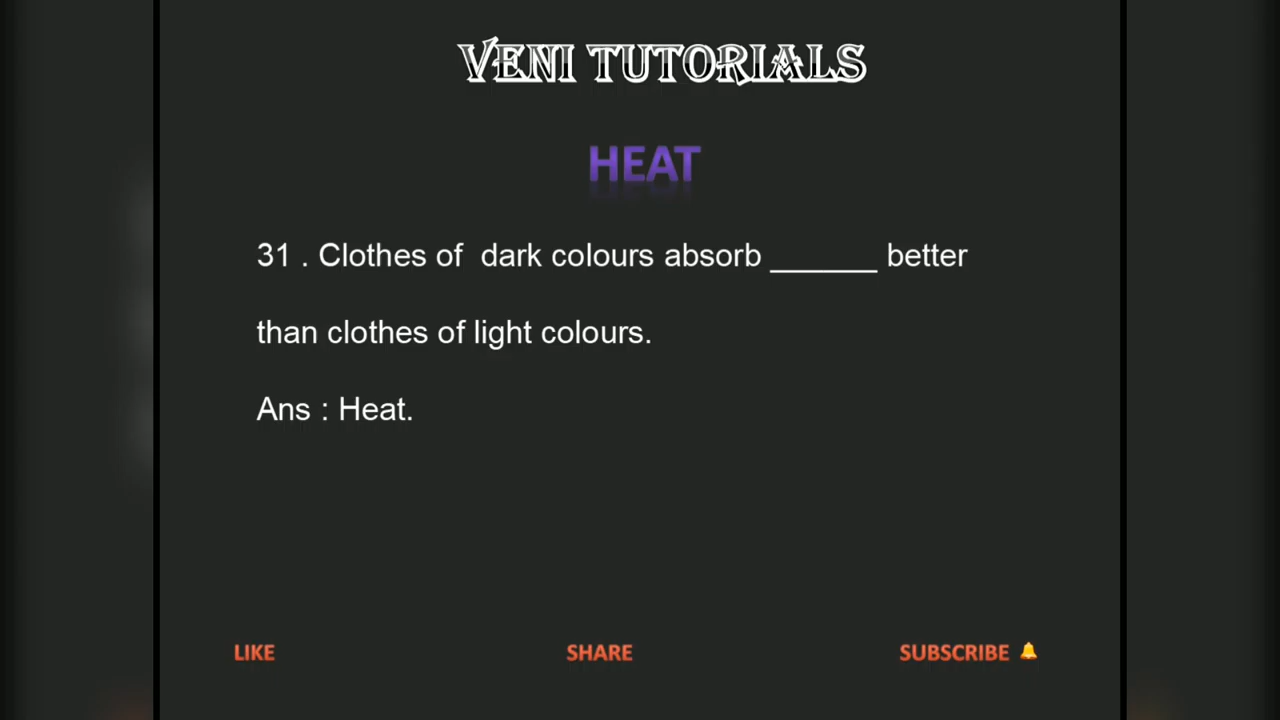 VENI TUTORIALS
HEAT
31 . Clothes of  dark colours absorb ______ better
than clothes of light colours.
Ans : Heat.
LIKE SHARE SUBSCRIBE 🔔